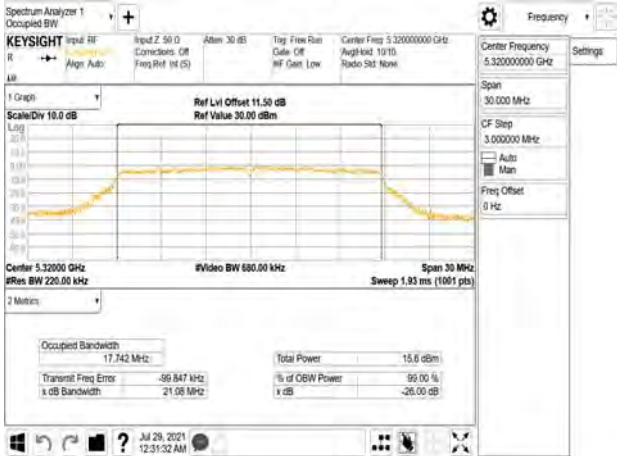 Spectrum Analyzer 1
Occupied BW
+
Frequency
KEYSIGHT Input: RF
R
Align: Auto
Input Z: 50 Ω
Corrections: Off
Freq Ref: Int (S)
Atten: 30 dB
Trig: Free Run
Gate: Off
#IF Gain: Low
Center Freq: 5.320000000 GHz
Avg|Hold: 10/10
Radio Std: None
Center Frequency
5.320000000 GHz
Settings
Span
30.000 MHz
CF Step
3.000000 MHz
Auto
Man
Freq Offset
0 Hz
1 Graph
Scale/Div 10.0 dB
Log
Ref Lvl Offset 11.50 dB
Ref Value 30.00 dBm
Center 5.32000 GHz
#Res BW 220.00 kHz
#Video BW 680.00 kHz
Span 30 MHz
Sweep 1.93 ms (1001 pts)
2 Metrics
Occupied Bandwidth
17.742 MHz
Total Power 15.6 dBm
Transmit Freq Error -99.847 kHz
% of OBW Power 99.00 %
x dB Bandwidth 21.08 MHz
x dB -26.00 dB
?
Jul 29, 2021
12:31:32 AM